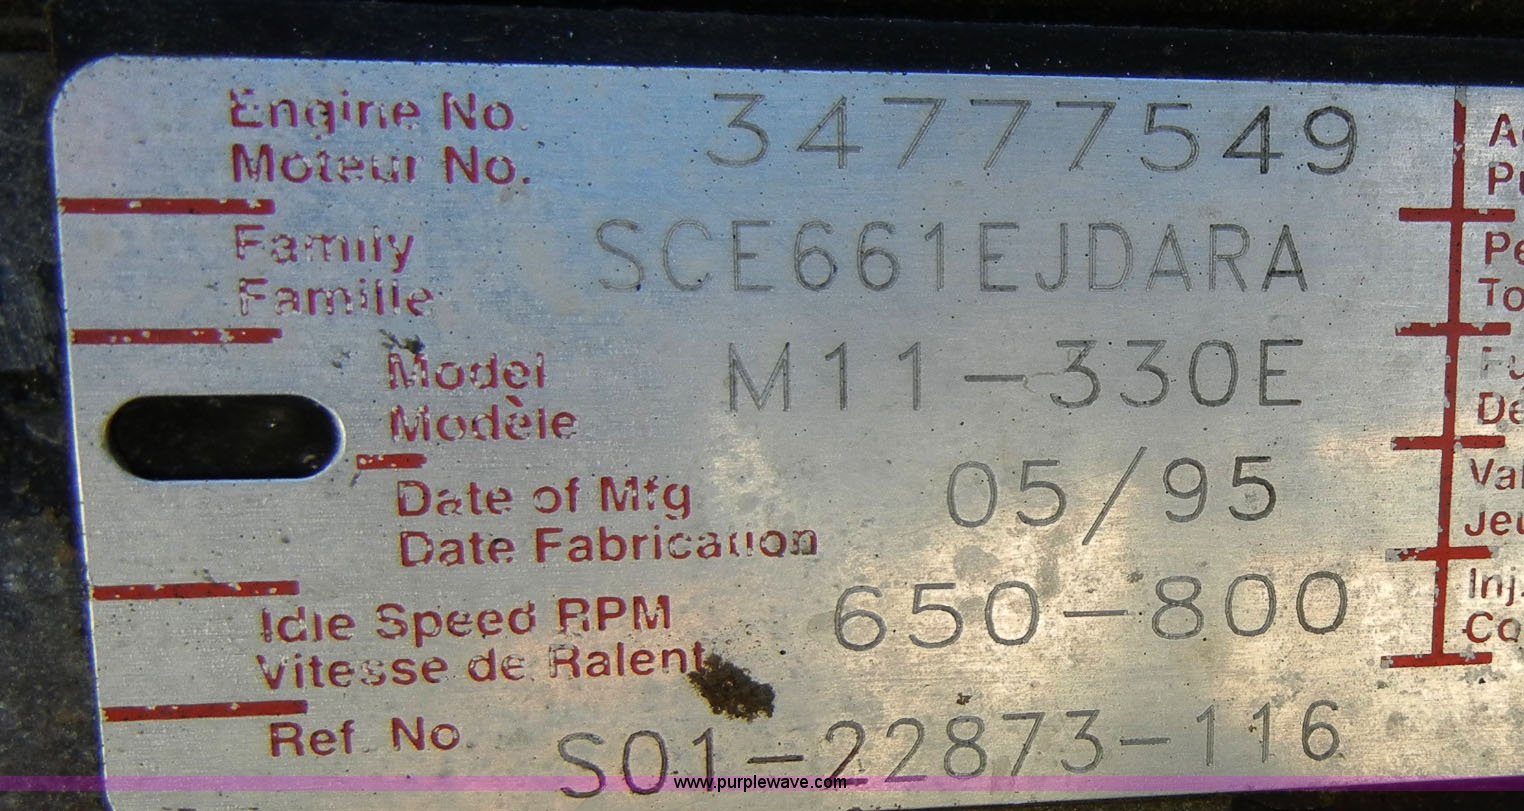 Engine No. 34777549
Moteur No.
Family SCE661EJDARA
Famille
Model M11-330E
Modèle
Date of Mfg 05/95
Date Fabrication
Idle Speed RPM 650-800
Vitesse de Ralent
Ref No S01-22873-116
www.purplewave.com